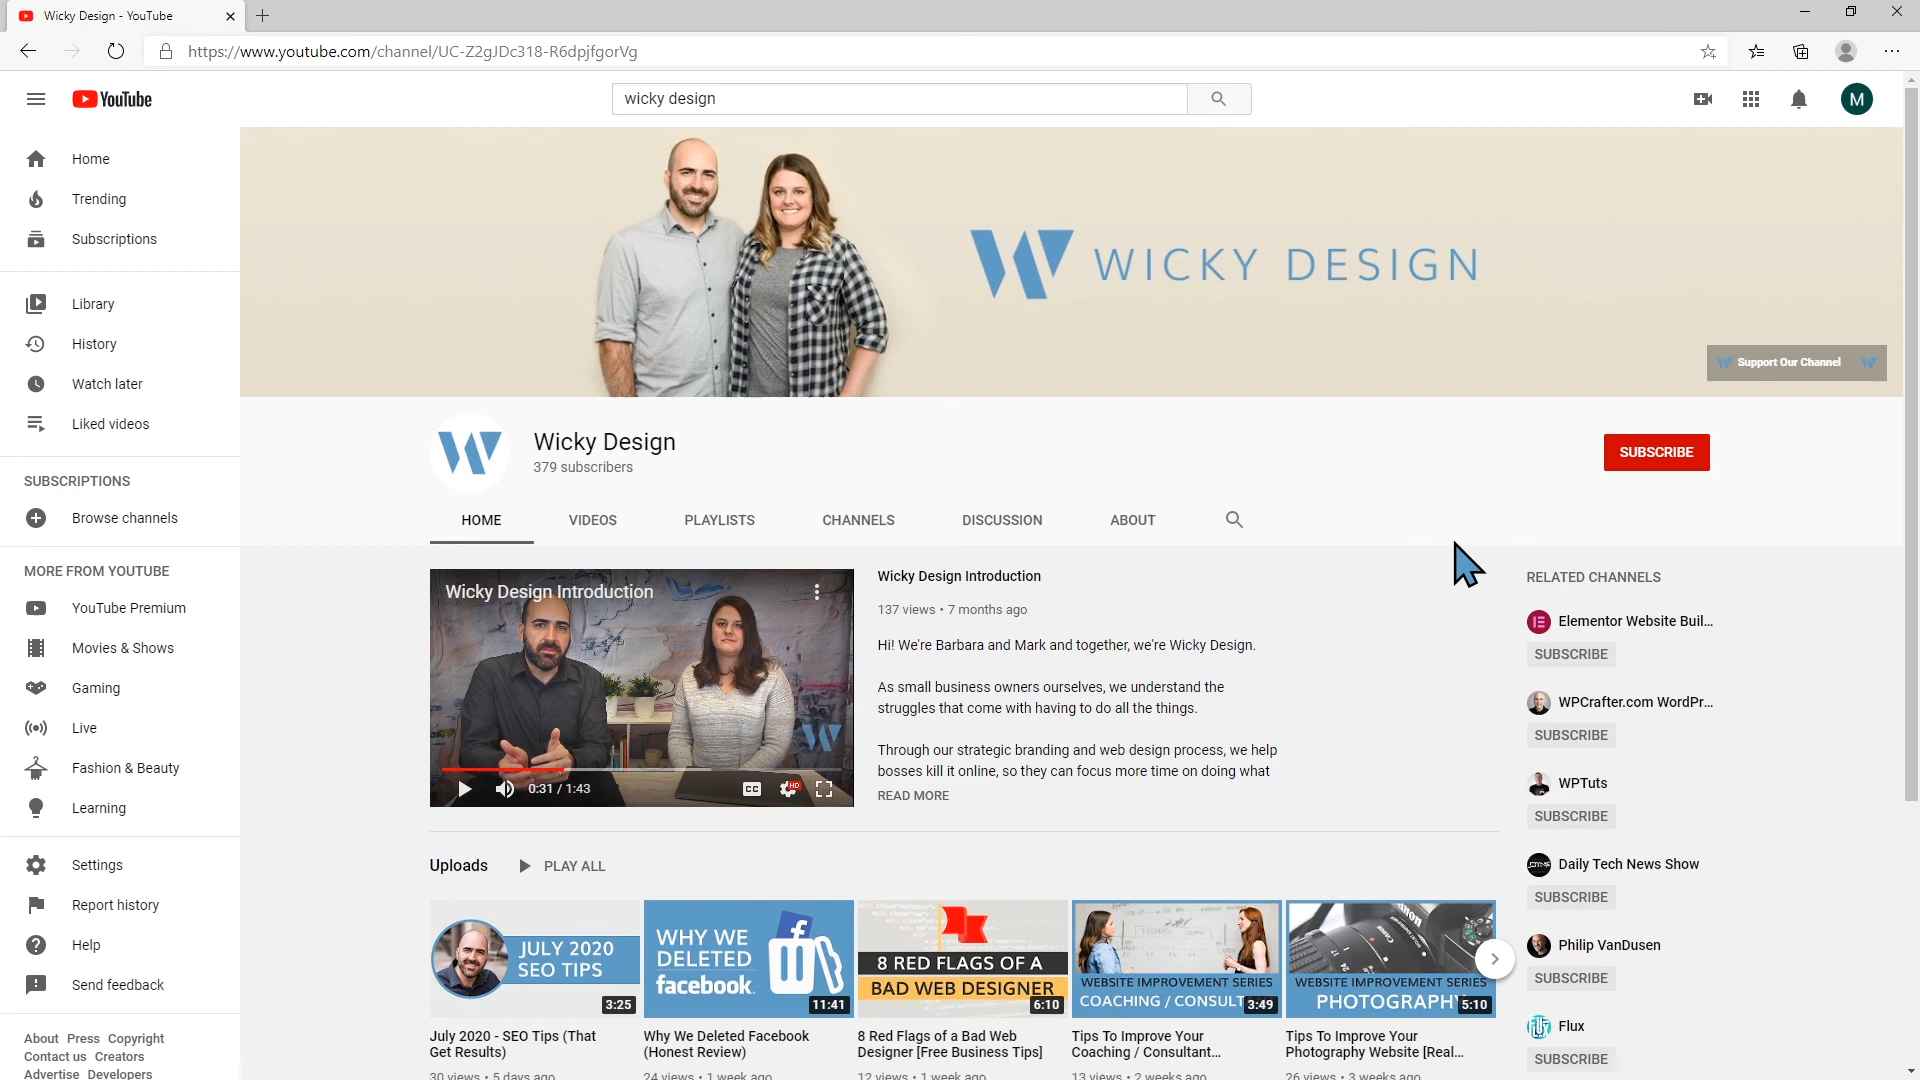 Wicky Design - YouTube
https://www.youtube.com/channel/UC-Z2gJDc318-R6dpjfgorVg
YouTube
wicky design
M
Home
Trending
Subscriptions
Library
History
Watch later
Liked videos
SUBSCRIPTIONS
Browse channels
MORE FROM YOUTUBE
YouTube Premium
Movies & Shows
Gaming
Live
Fashion & Beauty
Learning
Settings
Report history
Help
Send feedback
About Press Copyright
Contact us Creators
Advertise Developers
WICKY DESIGN
Support Our Channel
Wicky Design
379 subscribers
SUBSCRIBE
HOME
VIDEOS
PLAYLISTS
CHANNELS
DISCUSSION
ABOUT
Wicky Design Introduction
0:31 / 1:43
CC
HD
Wicky Design Introduction
137 views • 7 months ago
Hi! We're Barbara and Mark and together, we're Wicky Design.
As small business owners ourselves, we understand the
struggles that come with having to do all the things.
Through our strategic branding and web design process, we help
bosses kill it online, so they can focus more time on doing what
READ MORE
Uploads
PLAY ALL
JULY 2020
SEO TIPS
3:25
July 2020 - SEO Tips (That
Get Results)
30 views • 5 days ago
WHY WE
DELETED
facebook.
11:41
Why We Deleted Facebook
(Honest Review)
24 views • 1 week ago
8 RED FLAGS OF A
BAD WEB DESIGNER
6:10
8 Red Flags of a Bad Web
Designer [Free Business Tips]
12 views • 1 week ago
WEBSITE IMPROVEMENT SERIES
COACHING / CONSULT
3:49
Tips To Improve Your
Coaching / Consultant...
13 views • 2 weeks ago
Canon
WEBSITE IMPROVEMENT SERIES
PHOTOGRAPHY
5:10
Tips To Improve Your
Photography Website [Real...
26 views • 3 weeks ago
RELATED CHANNELS
Elementor Website Buil...
SUBSCRIBE
WPCrafter.com WordPr...
SUBSCRIBE
WPTuts
SUBSCRIBE
Daily Tech News Show
SUBSCRIBE
Philip VanDusen
SUBSCRIBE
Flux
SUBSCRIBE